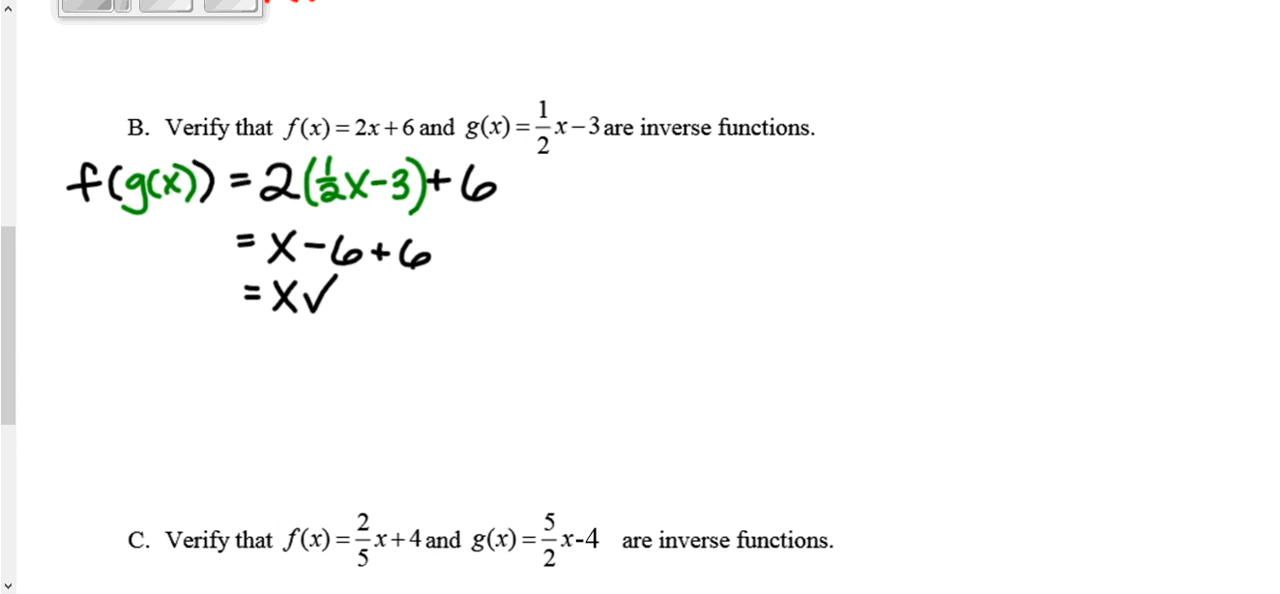 B. Verify that f(x) = 2x + 6 and g(x) = 1/2 x − 3 are inverse functions.
f(g(x)) = 2(1/2 x − 3) + 6
= x − 6 + 6
= x ✓
C. Verify that f(x) = 2/5 x + 4 and g(x) = 5/2 x - 4 are inverse functions.